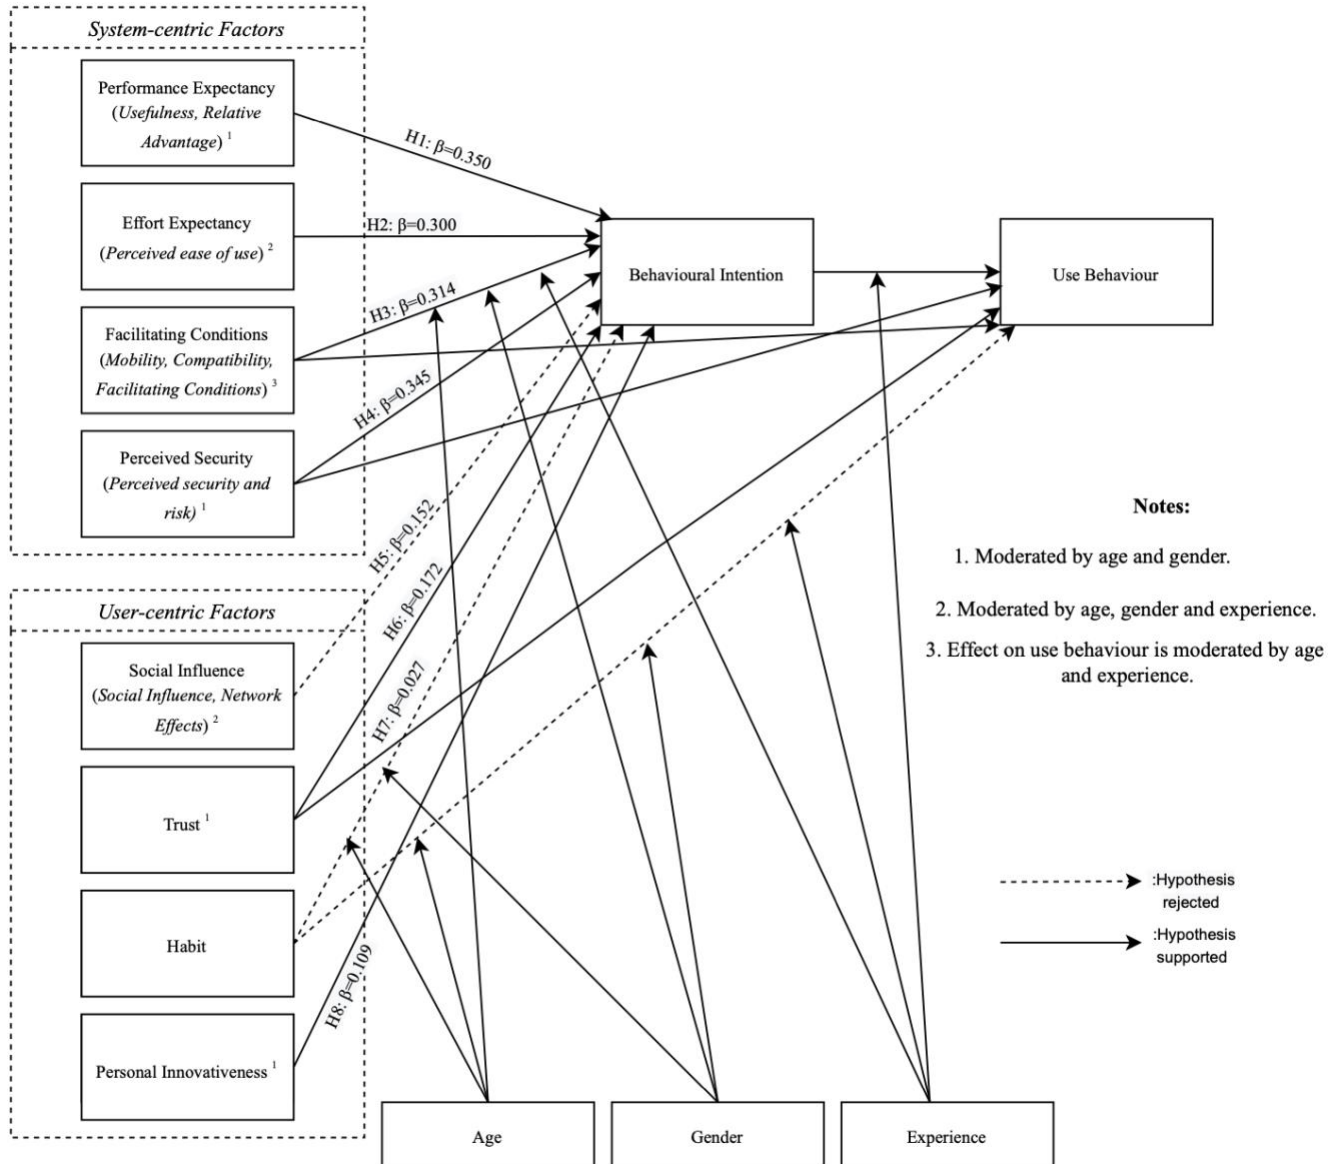 System-centric Factors
Performance Expectancy
(Usefulness, Relative
Advantage) 1
Effort Expectancy
(Perceived ease of use) 2
Facilitating Conditions
(Mobility, Compatibility,
Facilitating Conditions) 3
Perceived Security
(Perceived security and
risk) 1
H1: β=0.350
H2: β=0.300
H3: β=0.314
H4: β=0.345
Behavioural Intention
Use Behaviour
User-centric Factors
Social Influence
(Social Influence, Network
Effects) 2
Trust 1
Habit
Personal Innovativeness 1
H5: β=0.152
H6: β=0.172
H7: β=0.027
H8: β=0.109
Notes:
1. Moderated by age and gender.
2. Moderated by age, gender and experience.
3. Effect on use behaviour is moderated by age
and experience.
:Hypothesis
rejected
:Hypothesis
supported
Age
Gender
Experience